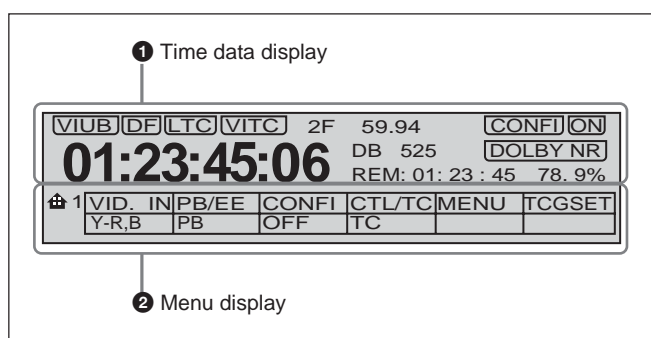 ❶ Time data display
VIUB DF LTC VITC 2F 59.94 CONFI ON
01:23:45:06 DB 525 DOLBY NR
REM: 01: 23 : 45 78. 9%
1 VID. IN PB/EE CONFI CTL/TC MENU TCGSET
Y-R,B PB OFF TC
❷ Menu display